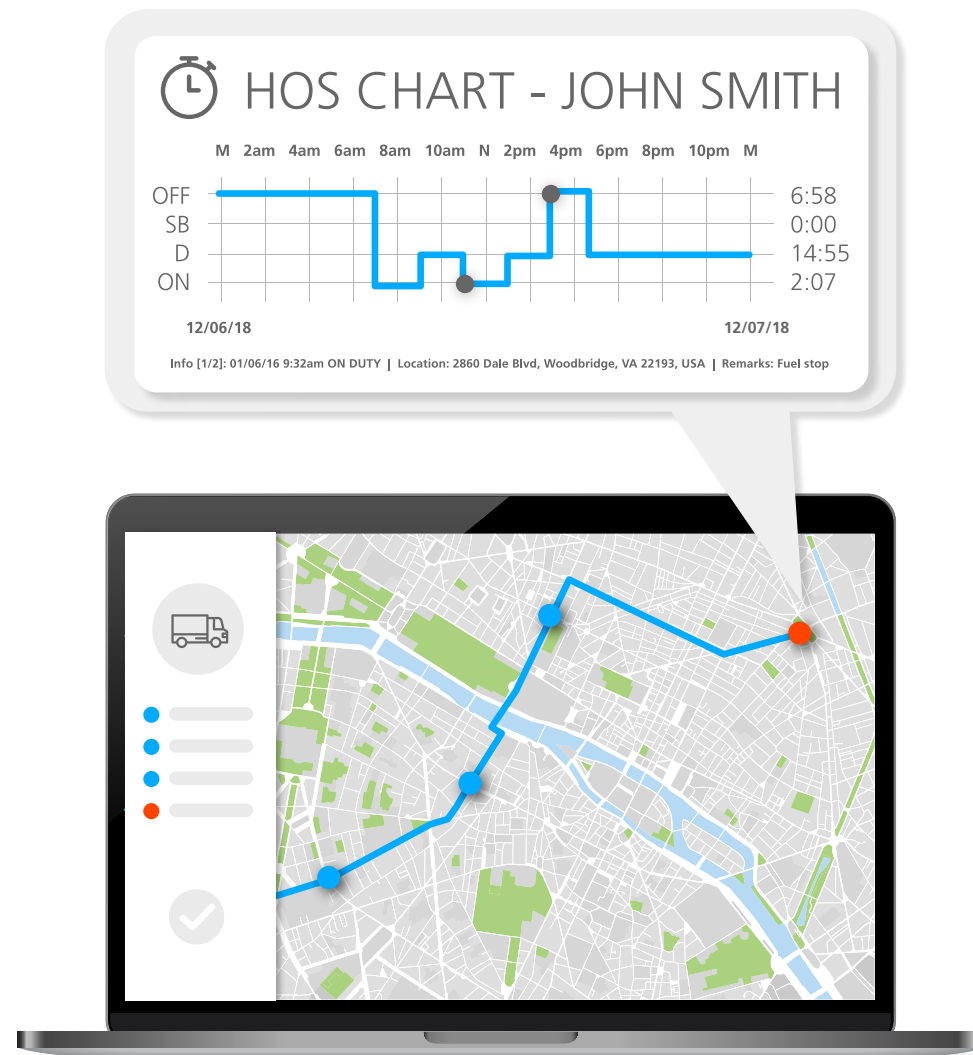 HOS CHART - JOHN SMITH
M 2am 4am 6am 8am 10am N 2pm 4pm 6pm 8pm 10pm M
OFF 6:58
SB 0:00
D 14:55
ON 2:07
12/06/18 12/07/18
Info [1/2]: 01/06/16 9:32am ON DUTY | Location: 2860 Dale Blvd, Woodbridge, VA 22193, USA | Remarks: Fuel stop